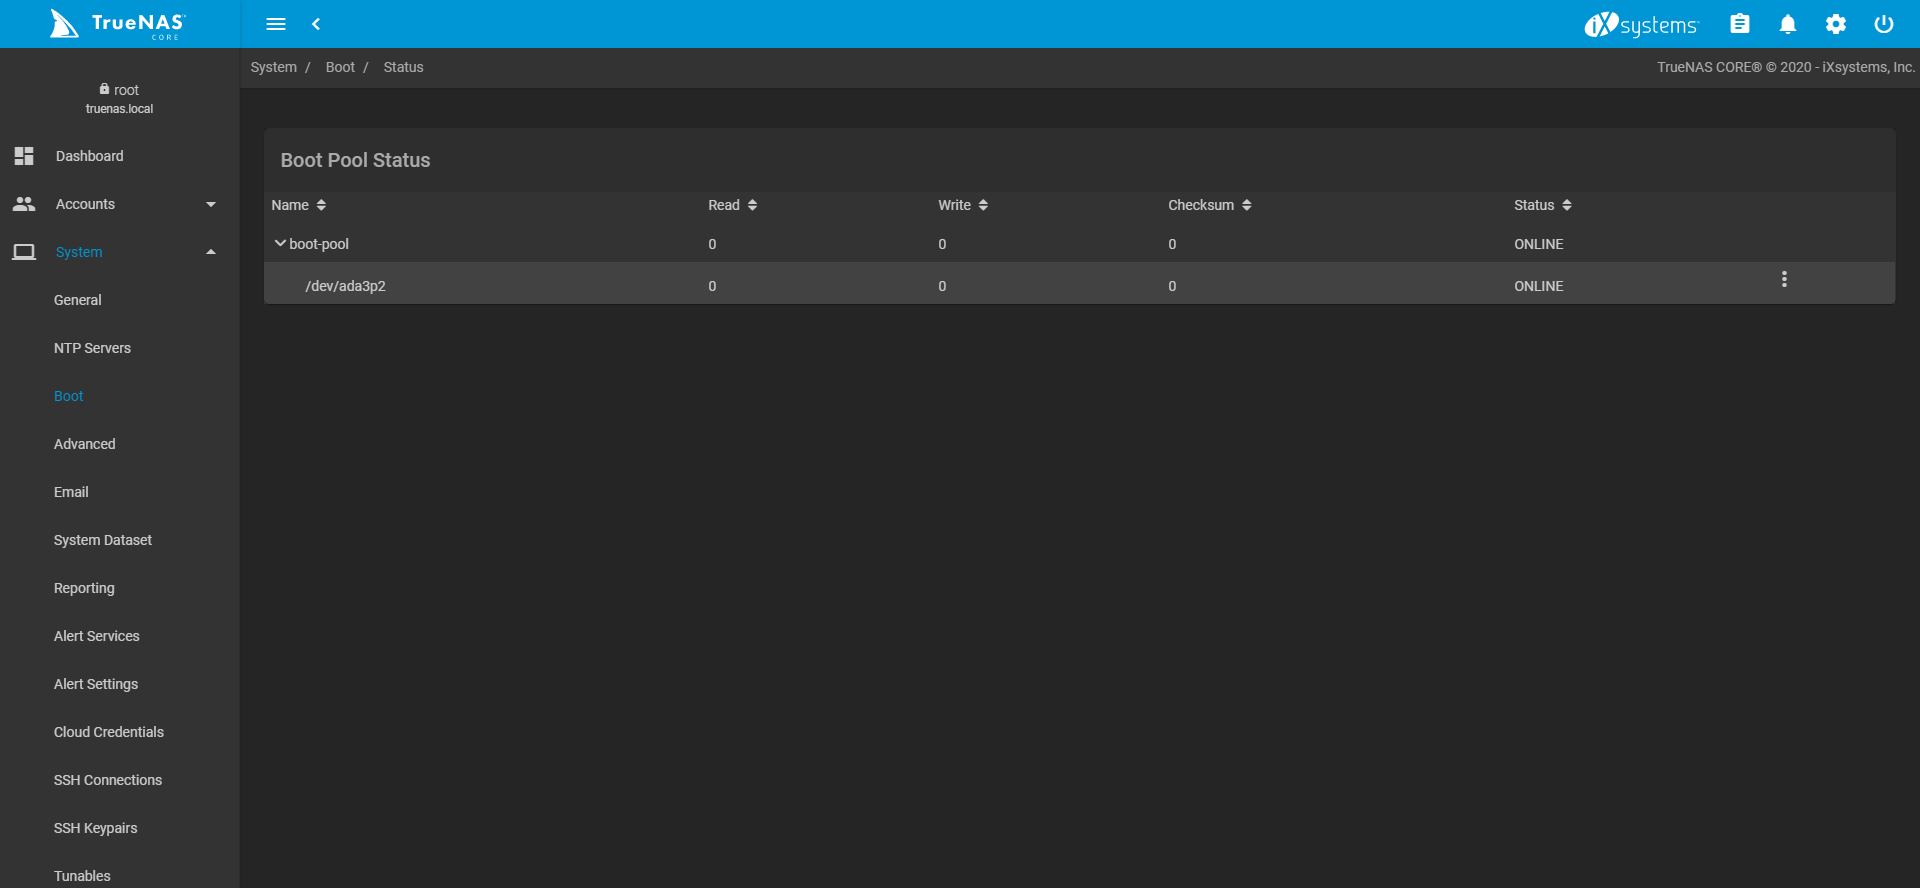 TrueNAS
CORE
iXsystems
root
truenas.local
Dashboard
Accounts
System
General
NTP Servers
Boot
Advanced
Email
System Dataset
Reporting
Alert Services
Alert Settings
Cloud Credentials
SSH Connections
SSH Keypairs
Tunables
System / Boot / Status
TrueNAS CORE® © 2020 - iXsystems, Inc.
Boot Pool Status
Name Read Write Checksum Status
boot-pool 0 0 0 ONLINE
/dev/ada3p2 0 0 0 ONLINE